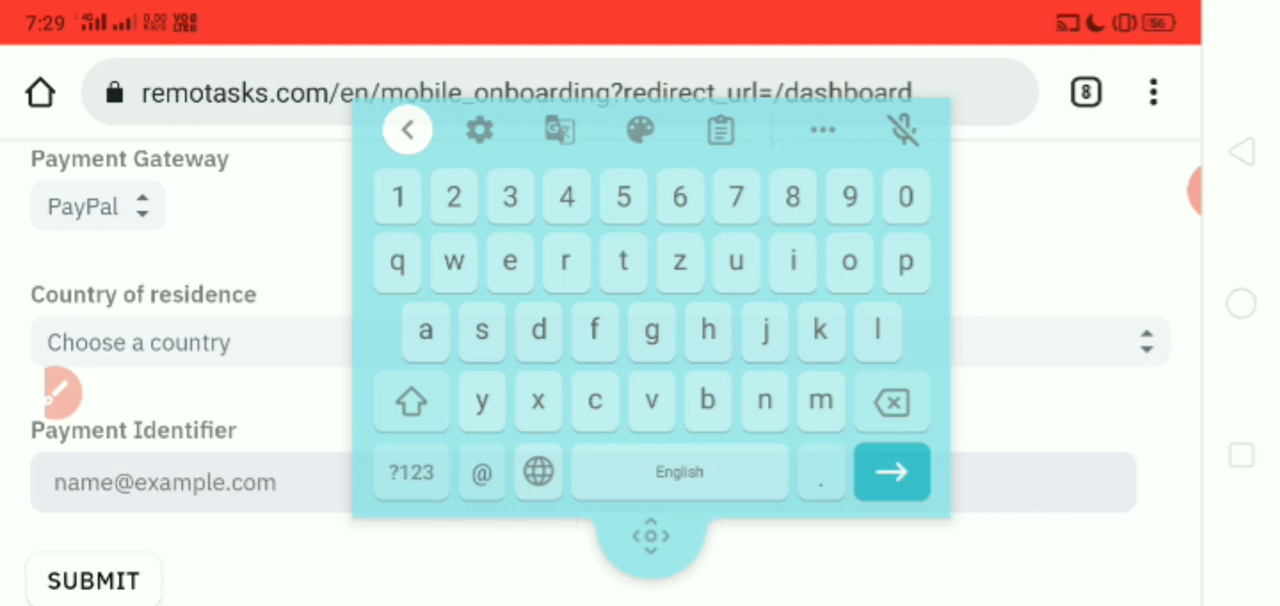 7:29
56
remotasks.com/en/mobile_onboarding?redirect_url=/dashboard
8
Payment Gateway
PayPal
Country of residence
Choose a country
Payment Identifier
name@example.com
SUBMIT
1 2 3 4 5 6 7 8 9 0
q w e r t z u i o p
a s d f g h j k l
y x c v b n m
?123 @ English .